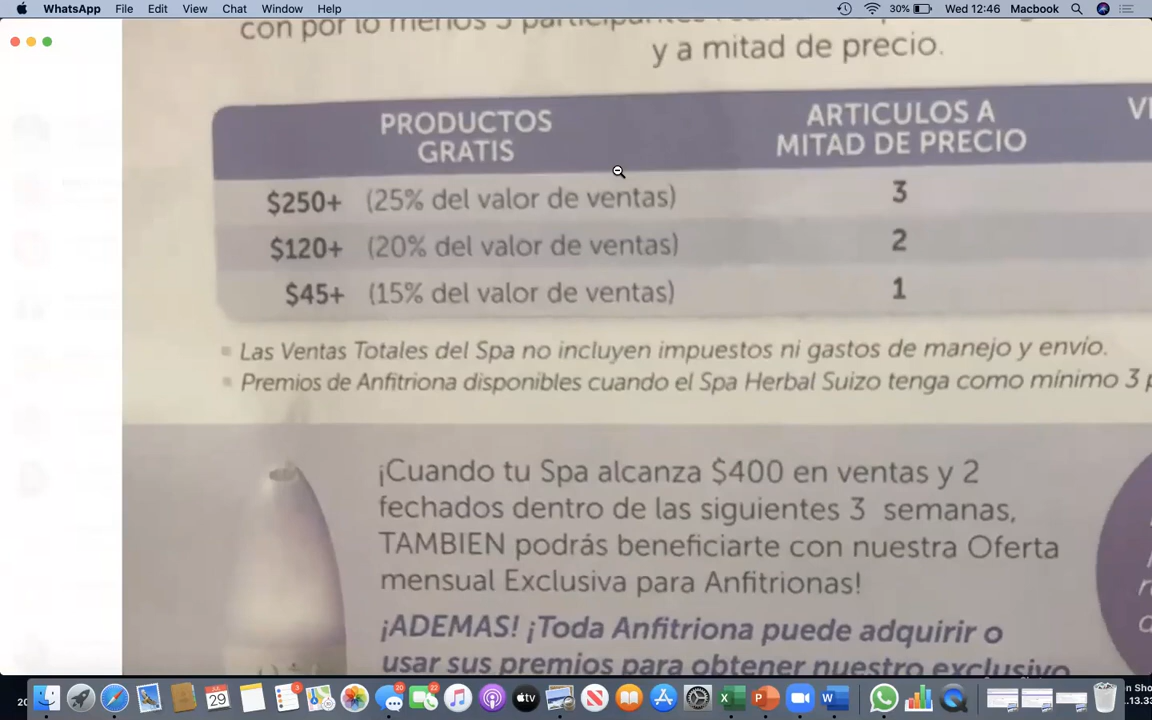 WhatsApp File Edit View Chat Window Help 30% Wed 12:46 Macbook
con por lo menos 3
y a mitad de precio.
PRODUCTOS GRATIS
ARTICULOS A MITAD DE PRECIO
$250+ (25% del valor de ventas) 3
$120+ (20% del valor de ventas) 2
$45+ (15% del valor de ventas) 1
Las Ventas Totales del Spa no incluyen impuestos ni gastos de manejo y envío.
Premios de Anfitriona disponibles cuando el Spa Herbal Suizo tenga como mínimo 3
¡Cuando tu Spa alcanza $400 en ventas y 2
fechados dentro de las siguientes 3 semanas,
TAMBIEN podrás beneficiarte con nuestra Oferta
mensual Exclusiva para Anfitrionas!
¡ADEMAS! ¡Toda Anfitriona puede adquirir o
usar sus premios para obtener nuestro exclusivo